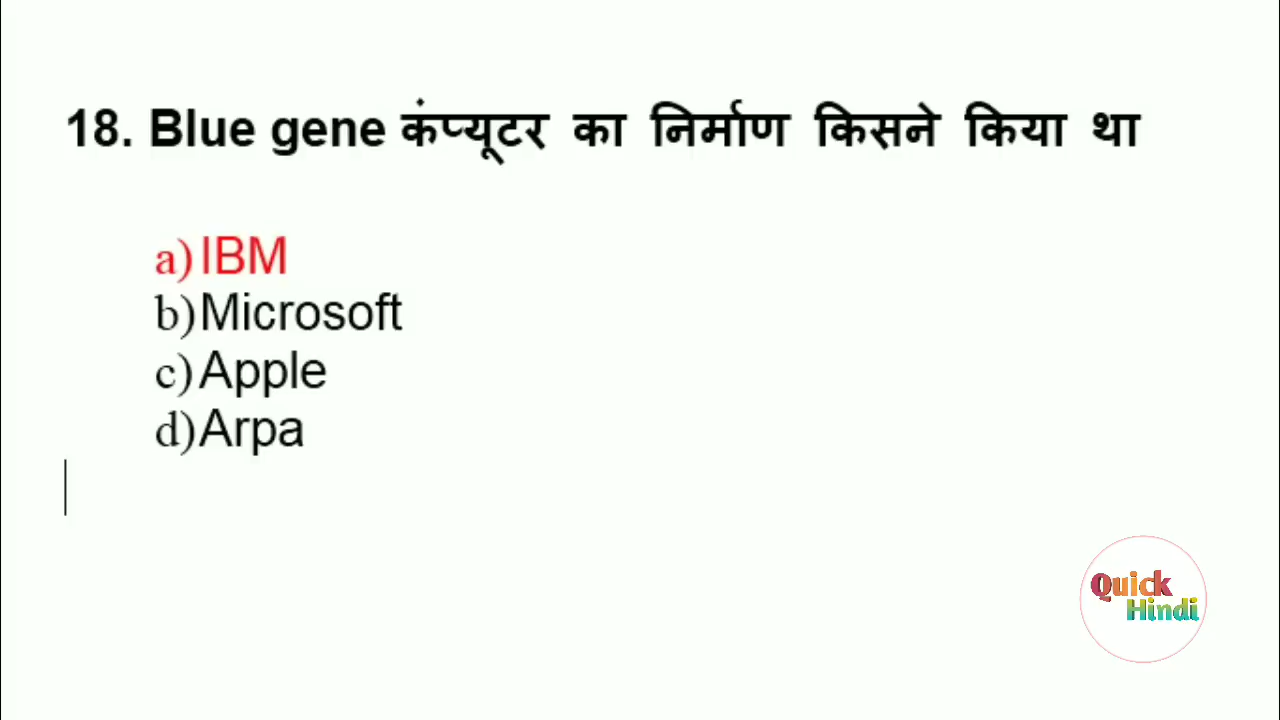 18. Blue gene कंप्यूटर का निर्माण किसने किया था
a) IBM
b) Microsoft
c) Apple
d) Arpa
Quick
Hindi